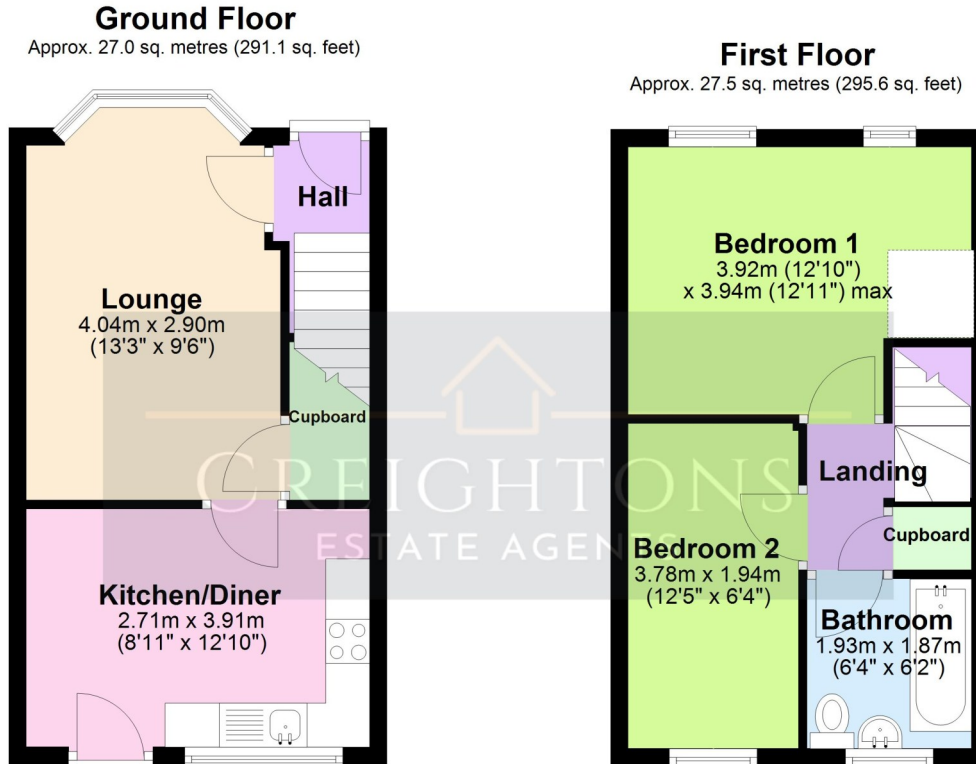 Ground Floor
Approx. 27.0 sq. metres (291.1 sq. feet)
Hall
Lounge
4.04m x 2.90m
(13'3" x 9'6")
Cupboard
Kitchen/Diner
2.71m x 3.91m
(8'11" x 12'10")
First Floor
Approx. 27.5 sq. metres (295.6 sq. feet)
Bedroom 1
3.92m (12'10")
x 3.94m (12'11") max
Landing
Cupboard
Bedroom 2
3.78m x 1.94m
(12'5" x 6'4")
Bathroom
1.93m x 1.87m
(6'4" x 6'2")
CREIGHTONS
ESTATE AGENTS